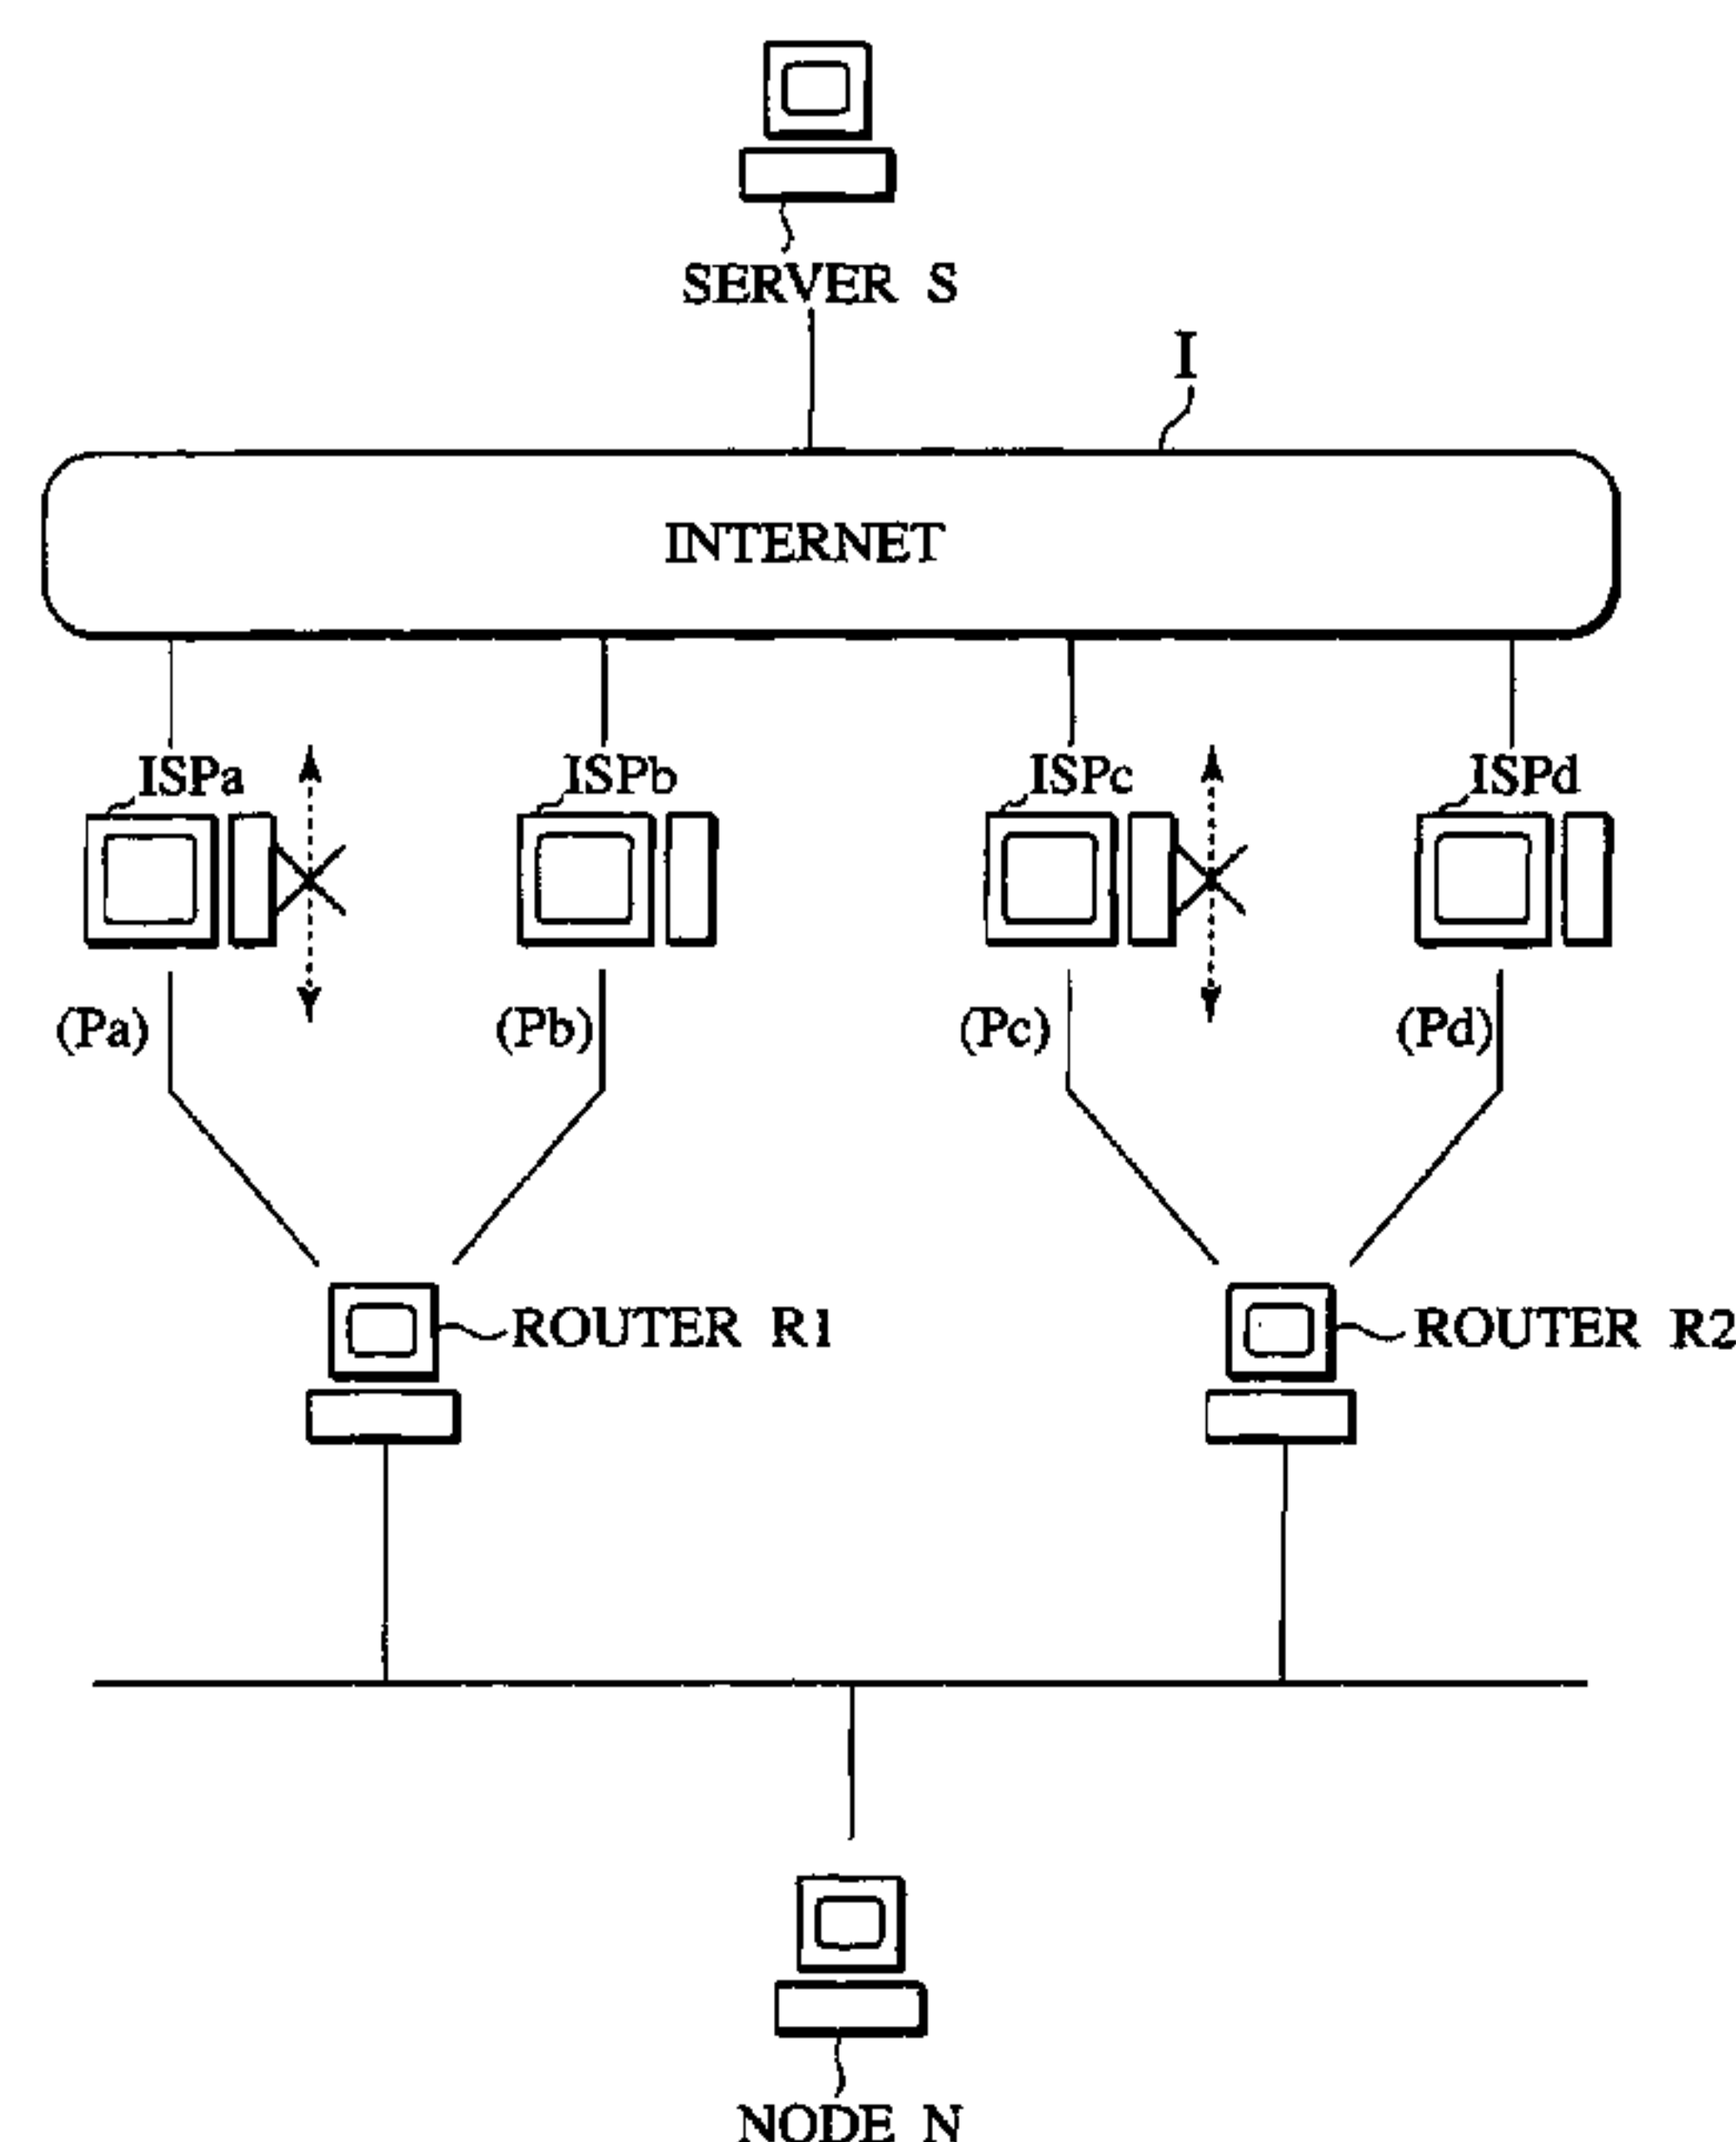 SERVER S
I
INTERNET
ISPa
ISPb
ISPc
ISPd
(Pa)
(Pb)
(Pc)
(Pd)
ROUTER R1
ROUTER R2
NODE N